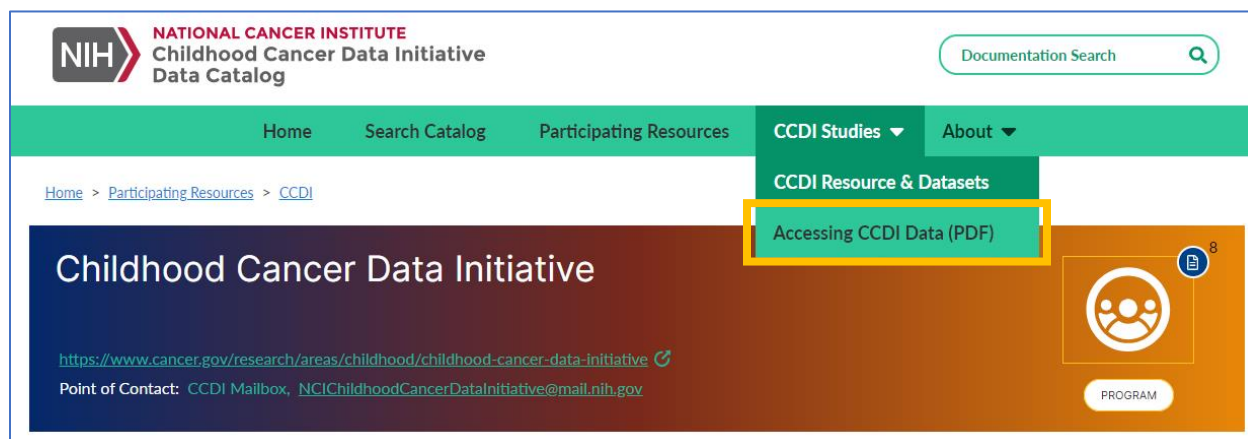 NIH
NATIONAL CANCER INSTITUTE
Childhood Cancer Data Initiative
Data Catalog
Documentation Search
Home Search Catalog Participating Resources CCDI Studies About
CCDI Resource & Datasets
Accessing CCDI Data (PDF)
Home > Participating Resources > CCDI
Childhood Cancer Data Initiative
8
https://www.cancer.gov/research/areas/childhood/childhood-cancer-data-initiative
Point of Contact: CCDI Mailbox, NCIChildhoodCancerDataInitiative@mail.nih.gov
PROGRAM